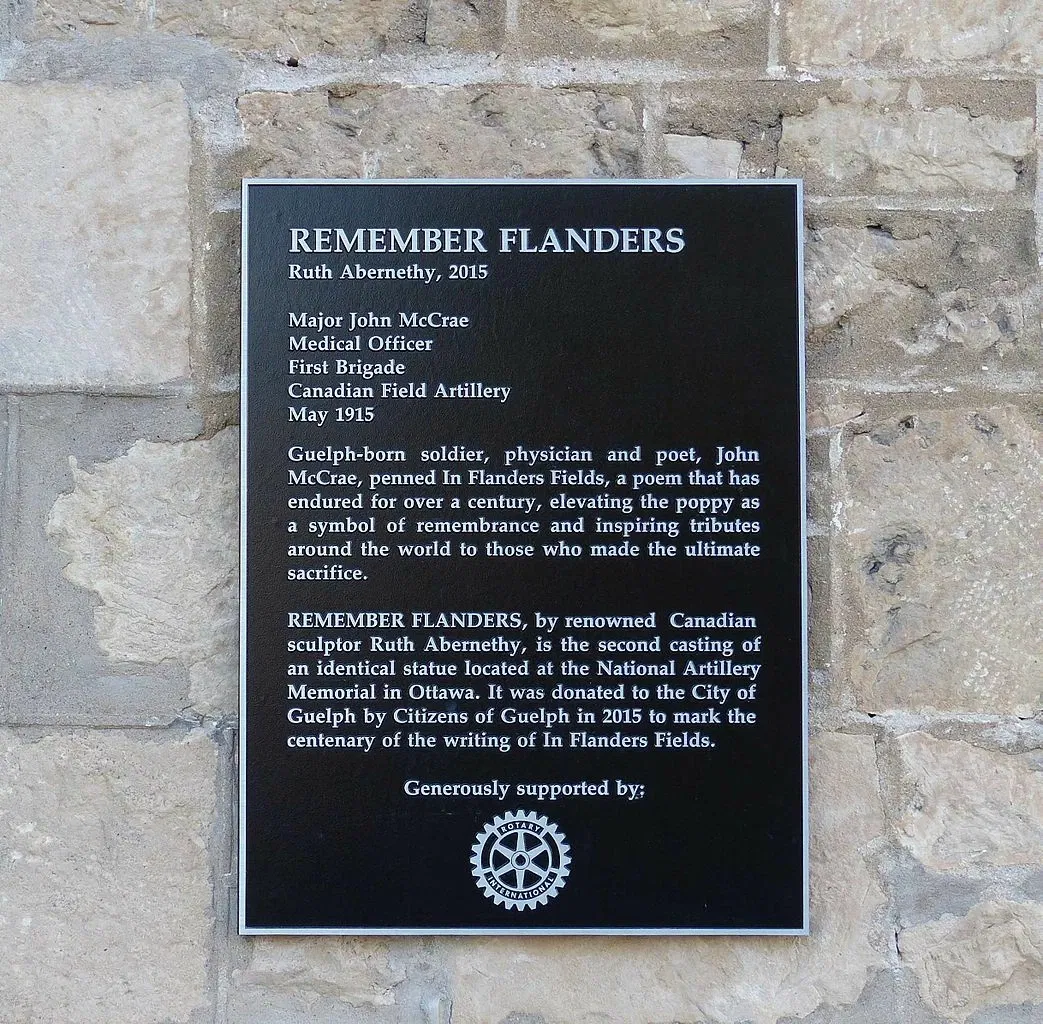 REMEMBER FLANDERS
Ruth Abernethy, 2015
Major John McCrae
Medical Officer
First Brigade
Canadian Field Artillery
May 1915
Guelph-born soldier, physician and poet, John
McCrae, penned In Flanders Fields, a poem that has
endured for over a century, elevating the poppy as
a symbol of remembrance and inspiring tributes
around the world to those who made the ultimate
sacrifice.
REMEMBER FLANDERS, by renowned Canadian
sculptor Ruth Abernethy, is the second casting of
an identical statue located at the National Artillery
Memorial in Ottawa. It was donated to the City of
Guelph by Citizens of Guelph in 2015 to mark the
centenary of the writing of In Flanders Fields.
Generously supported by:
ROTARY
INTERNATIONAL